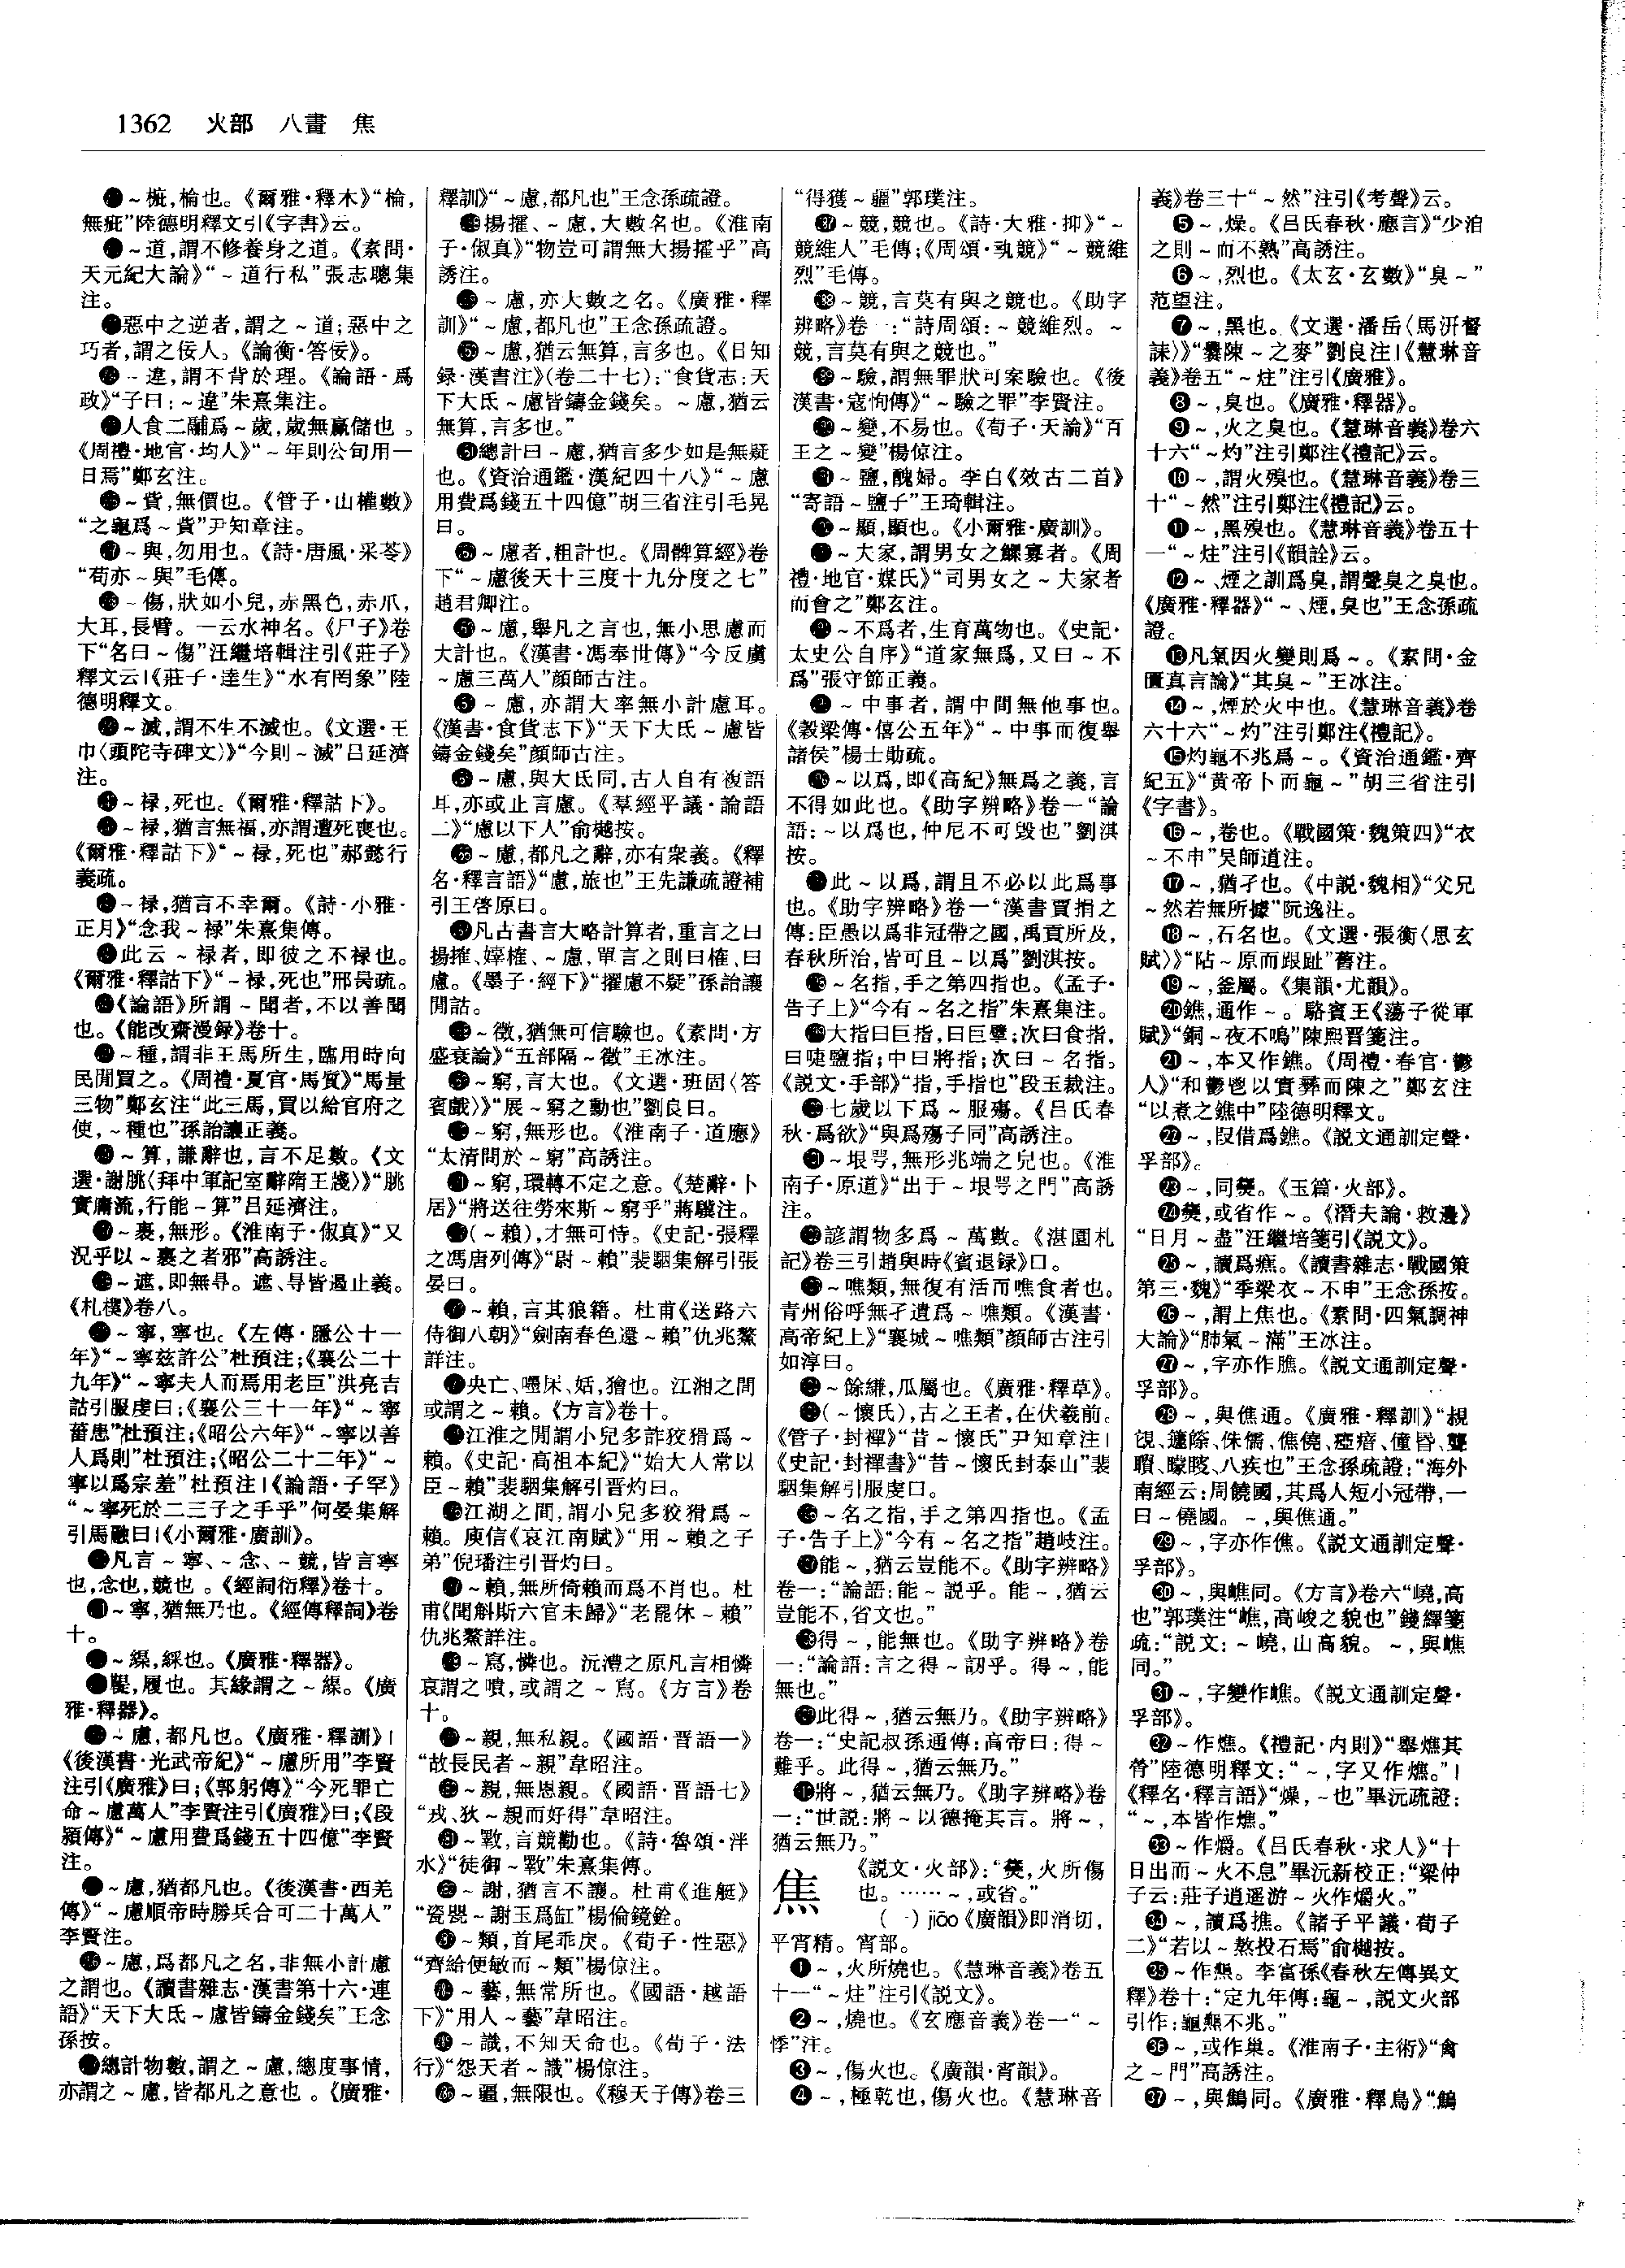 1362 火部 八畫 焦
～檆,棆也。《爾雅·釋木》“棆,
無疵”陸德明釋文引《字書》云。
～道,謂不修養身之道。《素問·
天元紀大論》“～道行私”張志聰集
注。
惡中之逆者,謂之～道;惡中之
巧者,謂之佞人。《論衡·答佞》。
～違,謂不背於理。《論語·爲
政》“子曰:～違”朱熹集注。
人食二鬴爲～歲,歲無贏儲也。
《周禮·地官·均人》“～年則公旬用一
日焉”鄭玄注。
～貲,無價也。《管子·山權數》
“之龜爲～貲”尹知章注。
～與,勿用也。《詩·唐風·采苓》
“苟亦～與”毛傳。
～傷,狀如小兒,赤黑色,赤爪,
大耳,長臂。一云水神名。《尸子》卷
下“名曰～傷”汪繼培輯注引《莊子》
釋文云|《莊子·達生》“水有罔象”陸
德明釋文。
～滅,謂不生不滅也。《文選·王
巾〈頭陀寺碑文〉》“今則～滅”吕延濟
注。
～禄,死也。《爾雅·釋詁下》。
～禄,猶言無福,亦謂遭死喪也。
《爾雅·釋詁下》“～禄,死也”郝懿行
義疏。
～禄,猶言不幸爾。《詩·小雅·
正月》“念我～禄”朱熹集傳。
此云～禄者,即彼之不禄也。
《爾雅·釋詁下》“～禄,死也”邢昺疏。
《論語》所謂～聞者,不以善聞
也。《能改齋漫録》卷十。
～種,謂非王馬所生,臨用時向
民間買之。《周禮·夏官·馬質》“馬量
三物”鄭玄注“此三馬,買以給官府之
使,～種也”孫詒讓正義。
～算,謙辭也,言不足數。《文
選·謝朓〈拜中軍記室辭隋王牋〉》“朓
實庸流,行能～算”吕延濟注。
～裹,無形。《淮南子·俶真》“又
況乎以～裹之者邪”高誘注。
～遮,即無尋。遮、尋皆遏止義。
《札樸》卷八。
～寧,寧也。《左傳·隱公十一
年》“～寧兹許公”杜預注;《襄公二十
九年》“～寧夫人而焉用老臣”洪亮吉
詁引服虔曰;《襄公三十一年》“～寧
菑患”杜預注;《昭公六年》“～寧以善
人爲則”杜預注;《昭公二十二年》“～
寧以爲宗羞”杜預注|《論語·子罕》
“～寧死於二三子之手乎”何晏集解
引馬融曰|《小爾雅·廣訓》。
凡言～寧、～念、～競,皆言寧
也,念也,競也。《經詞衍釋》卷十。
～寧,猶無乃也。《經傳釋詞》卷
十。
～縗,綵也。《廣雅·釋器》。
鞮,履也。其緣謂之～縗。《廣
雅·釋器》。
～慮,都凡也。《廣雅·釋訓》|
《後漢書·光武帝紀》“～慮所用”李賢
注引《廣雅》曰;《郭躬傳》“今死罪亡
命～慮萬人”李賢注引《廣雅》曰;《段
熲傳》“～慮用費爲錢五十四億”李賢
注。
～慮,猶都凡也。《後漢書·西羌
傳》“～慮順帝時勝兵合可二十萬人”
李賢注。
～慮,爲都凡之名,非無小計慮
之謂也。《讀書雜志·漢書第十六·連
語》“天下大氐～慮皆鑄金錢矣”王念
孫按。
總計物數,謂之～慮,總度事情,
亦謂之～慮,皆都凡之意也。《廣雅·
釋訓》“～慮,都凡也”王念孫疏證。
揚搉、～慮,大數名也。《淮南
子·俶真》“物豈可謂無大揚搉乎”高
誘注。
～慮,亦大數之名。《廣雅·釋
訓》“～慮,都凡也”王念孫疏證。
～慮,猶云無算,言多也。《日知
録·漢書注》(卷二十七):“食貨志:天
下大氐～慮皆鑄金錢矣。～慮,猶云
無算,言多也。”
總計曰～慮,猶言多少如是無疑
也。《資治通鑑·漢紀四十八》“～慮
用費爲錢五十四億”胡三省注引毛晃
曰。
～慮者,粗計也。《周髀算經》卷
下“～慮後天十三度十九分度之七”
趙君卿注。
～慮,舉凡之言也,無小思慮而
大計也。《漢書·馮奉世傳》“今反虜
～慮三萬人”顔師古注。
～慮,亦謂大率無小計慮耳。
《漢書·食貨志下》“天下大氐～慮皆
鑄金錢矣”顔師古注。
～慮,與大氐同,古人自有複語
耳,亦或止言慮。《羣經平議·論語
二》“慮以下人”俞樾按。
～慮,都凡之辭,亦有衆義。《釋
名·釋言語》“慮,旅也”王先謙疏證補
引王啓原曰。
凡古書言大略計算者,重言之曰
揚搉、嫴榷、～慮,單言之則曰榷、曰
慮。《墨子·經下》“擢慮不疑”孫詒讓
閒詁。
～徵,猶無可信驗也。《素問·方
盛衰論》“五部隔～徵”王冰注。
～窮,言大也。《文選·班固〈答
賓戲〉》“展～窮之勳也”劉良曰。
～窮,無形也。《淮南子·道應》
“太清問於～窮”高誘注。
～窮,環轉不定之意。《楚辭·卜
居》“將送往勞來斯～窮乎”蔣驥注。
(～賴),才無可恃。《史記·張釋
之馮唐列傳》“尉～賴”裴駰集解引張
晏曰。
～賴,言其狼籍。杜甫《送路六
侍御入朝》“劍南春色還～賴”仇兆鰲
詳注。
央亡、嚜㞘、姡,獪也。江湘之間
或謂之～賴。《方言》卷十。
江淮之間謂小兒多詐狡猾爲～
賴。《史記·高祖本紀》“始大人常以
臣～賴”裴駰集解引晋灼曰。
江湖之間,謂小兒多狡猾爲～
賴。庾信《哀江南賦》“用～賴之子
弟”倪璠注引晋灼曰。
～賴,無所倚賴而爲不肖也。杜
甫《聞斛斯六官未歸》“老罷休～賴”
仇兆鰲詳注。
～寫,憐也。沅澧之原凡言相憐
哀謂之嘳,或謂之～寫。《方言》卷
十。
～親,無私親。《國語·晋語一》
“故長民者～親”韋昭注。
～親,無恩親。《國語·晋語七》
“戎、狄～親而好得”韋昭注。
～斁,言競勸也。《詩·魯頌·泮
水》“徒御～斁”朱熹集傳。
～謝,猶言不讓。杜甫《進艇》
“瓷罌～謝玉爲缸”楊倫鏡銓。
～類,首尾乖戾。《荀子·性惡》
“齊給便敏而～類”楊倞注。
～藝,無常所也。《國語·越語
下》“用人～藝”韋昭注。
～識,不知天命也。《荀子·法
行》“怨天者～識”楊倞注。
～疆,無限也。《穆天子傳》卷三
“得獲～疆”郭璞注。
～競,競也。《詩·大雅·抑》“～
競維人”毛傳;《周頌·執競》“～競維
烈”毛傳。
～競,言莫有與之競也。《助字
辨略》卷一:“詩周頌:～競維烈。～
競,言莫有與之競也。”
～驗,謂無罪狀可案驗也。《後
漢書·寇恂傳》“～驗之罪”李賢注。
～變,不易也。《荀子·天論》“百
王之～變”楊倞注。
～鹽,醜婦。李白《效古二首》
“寄語～鹽子”王琦輯注。
～顯,顯也。《小爾雅·廣訓》。
～夫家,謂男女之鰥寡者。《周
禮·地官·媒氏》“司男女之～夫家者
而會之”鄭玄注。
～不爲者,生育萬物也。《史記·
太史公自序》“道家無爲,又曰～不
爲”張守節正義。
～中事者,謂中間無他事也。
《穀梁傳·僖公五年》“～中事而復舉
諸侯”楊士勛疏。
～以爲,即《高紀》無爲之義,言
不得如此也。《助字辨略》卷一“論
語:～以爲也,仲尼不可毁也”劉淇
按。
此～以爲,謂且不必以此爲事
也。《助字辨略》卷一“漢書賈捐之
傳:臣愚以爲非冠帶之國,禹貢所及,
春秋所治,皆可且～以爲”劉淇按。
～名指,手之第四指也。《孟子·
告子上》“今有～名之指”朱熹集注。
大指曰巨指,曰巨擘;次曰食指,
曰啑鹽指;中曰將指;次曰～名指。
《説文·手部》“指,手指也”段玉裁注。
七歲以下爲～服殤。《吕氏春
秋·爲欲》“與爲殤子同”高誘注。
～垠咢,無形兆端之皃也。《淮
南子·原道》“出于～垠咢之門”高誘
注。
諺謂物多爲～萬數。《湛園札
記》卷三引趙與時《賓退録》曰。
～噍類,無復有活而噍食者也。
青州俗呼無孑遺爲～噍類。《漢書·
高帝紀上》“襄城～噍類”顔師古注引
如淳曰。
～餘縑,瓜屬也。《廣雅·釋草》。
(～懷氏),古之王者,在伏羲前。
《管子·封禪》“昔～懷氏”尹知章注|
《史記·封禪書》“昔～懷氏封泰山”裴
駰集解引服虔曰。
～名之指,手之第四指也。《孟
子·告子上》“今有～名之指”趙岐注。
能～,猶云豈能不。《助字辨略》
卷一:“論語:能～説乎。能～,猶云
豈能不,省文也。”
得～,能無也。《助字辨略》卷
一:“論語:言之得～訒乎。得～,能
無也。”
此得～,猶云無乃。《助字辨略》
卷一:“史記叔孫通傳:高帝曰:得～
難乎。此得～,猶云無乃。”
將～,猶云無乃。《助字辨略》卷
一:“世説:將～以德掩其言。將～,
猶云無乃。”
焦 《説文·火部》:“㸈,火所傷
也。……～,或省。”
(一)jiāo《廣韻》即消切,
平宵精。宵部。
❶～,火所燒也。《慧琳音義》卷五
十一“～炷”注引《説文》。
❷～,燒也。《玄應音義》卷一“～
悸”注。
❸～,傷火也。《廣韻·宵韻》。
❹～,極乾也,傷火也。《慧琳音
義》卷三十“～然”注引《考聲》云。
❺～,燥。《吕氏春秋·應言》“少洎
之則～而不熟”高誘注。
❻～,烈也。《太玄·玄數》“臭～”
范望注。
❼～,黑也。《文選·潘岳〈馬汧督
誄〉》“爨陳～之麥”劉良注|《慧琳音
義》卷五“～炷”注引《廣雅》。
❽～,臭也。《廣雅·釋器》。
❾～,火之臭也。《慧琳音義》卷六
十六“～灼”注引鄭注《禮記》云。
❿～,謂火殠也。《慧琳音義》卷三
十“～然”注引鄭注《禮記》云。
⓫～,黑殠也。《慧琳音義》卷五十
一“～炷”注引《韻詮》云。
⓬～、煙之訓爲臭,謂聲臭之臭也。
《廣雅·釋器》“～、煙,臭也”王念孫疏
證。
⓭凡氣因火變則爲～。《素問·金
匱真言論》“其臭～”王冰注。
⓮～,煙於火中也。《慧琳音義》卷
六十六“～灼”注引鄭注《禮記》。
⓯灼龜不兆爲～。《資治通鑑·齊
紀五》“黄帝卜而龜～”胡三省注引
《字書》。
⓰～,卷也。《戰國策·魏策四》“衣
～不申”吴師道注。
⓱～,猶孑也。《中説·魏相》“父兄
～然若無所據”阮逸注。
⓲～,石名也。《文選·張衡〈思玄
賦〉》“阽～原而跟趾”舊注。
⓳～,釜屬。《集韻·尤韻》。
⓴鐎,通作～。駱賓王《蕩子從軍
賦》“銅～夜不鳴”陳熙晋箋注。
㉑～,本又作鐎。《周禮·春官·鬱
人》“和鬱鬯以實彝而陳之”鄭玄注
“以煮之鐎中”陸德明釋文。
㉒～,叚借爲鐎。《説文通訓定聲·
孚部》。
㉓～,同㸈。《玉篇·火部》。
㉔㸈,或省作～。《潛夫論·救邊》
“日月～盡”汪繼培箋引《説文》。
㉕～,讀爲癄。《讀書雜志·戰國策
第三·魏》“季梁衣～不申”王念孫按。
㉖～,謂上焦也。《素問·四氣調神
大論》“肺氣～滿”王冰注。
㉗～,字亦作膲。《説文通訓定聲·
孚部》。
㉘～,與僬通。《廣雅·釋訓》“䙆
䙃、籧篨、侏儒、僬僥、瘂瘖、僮昏、聾
聵、矇瞍、八疾也”王念孫疏證:“海外
南經云:周饒國,其爲人短小冠帶,一
曰～僥國。～,與僬通。”
㉙～,字亦作僬。《説文通訓定聲·
孚部》。
㉚～,與嶕同。《方言》卷六“嶢,高
也”郭璞注“嶕,高峻之貌也”錢繹箋
疏:“説文:～嶢,山高貌。～,與嶕
同。”
㉛～,字變作嶕。《説文通訓定聲·
孚部》。
㉜～作燋。《禮記·内則》“舉燋其
膋”陸德明釋文:“～,字又作燋。”|
《釋名·釋言語》“燥,～也”畢沅疏證:
“～,本皆作燋。”
㉝～作爝。《吕氏春秋·求人》“十
日出而～火不息”畢沅新校正:“梁仲
子云:莊子逍遥游～火作爝火。”
㉞～,讀爲撨。《諸子平議·荀子
二》“若以～熬投石焉”俞樾按。
㉟～作𤒅。李富孫《春秋左傳異文
釋》卷十:“定九年傳:龜～,説文火部
引作:龜𤒅不兆。”
㊱～,或作巢。《淮南子·主術》“禽
之～門”高誘注。
㊲～,與鷦同。《廣雅·釋鳥》“鷦